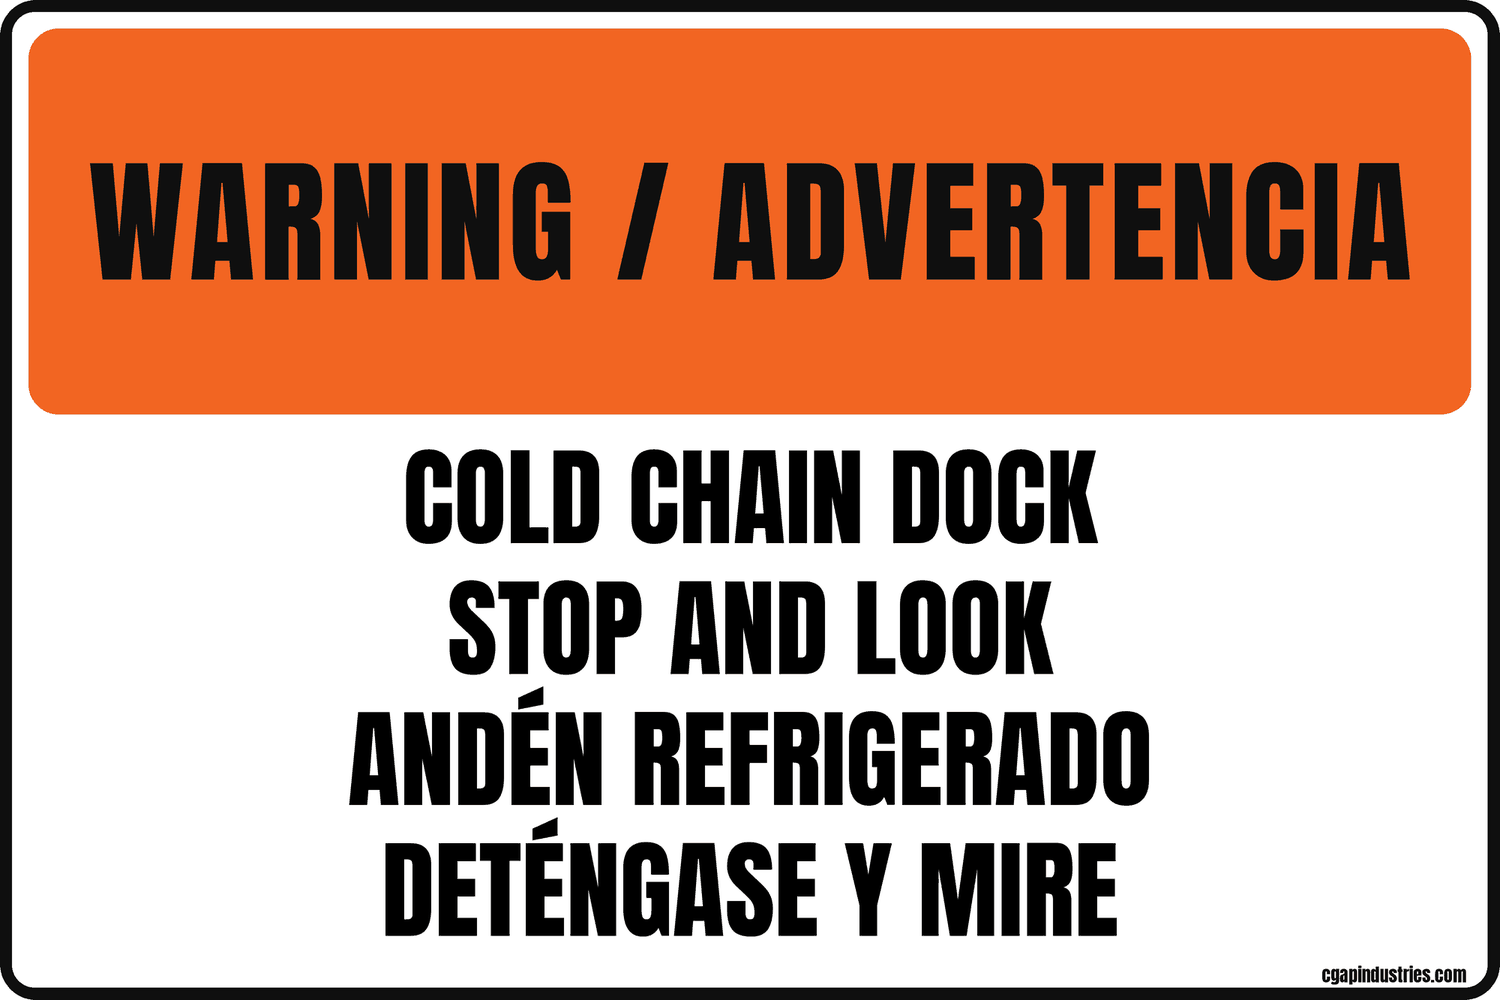 WARNING / ADVERTENCIA
COLD CHAIN DOCK
STOP AND LOOK
ANDÉN REFRIGERADO
DETÉNGASE Y MIRE
cgapindustries.com